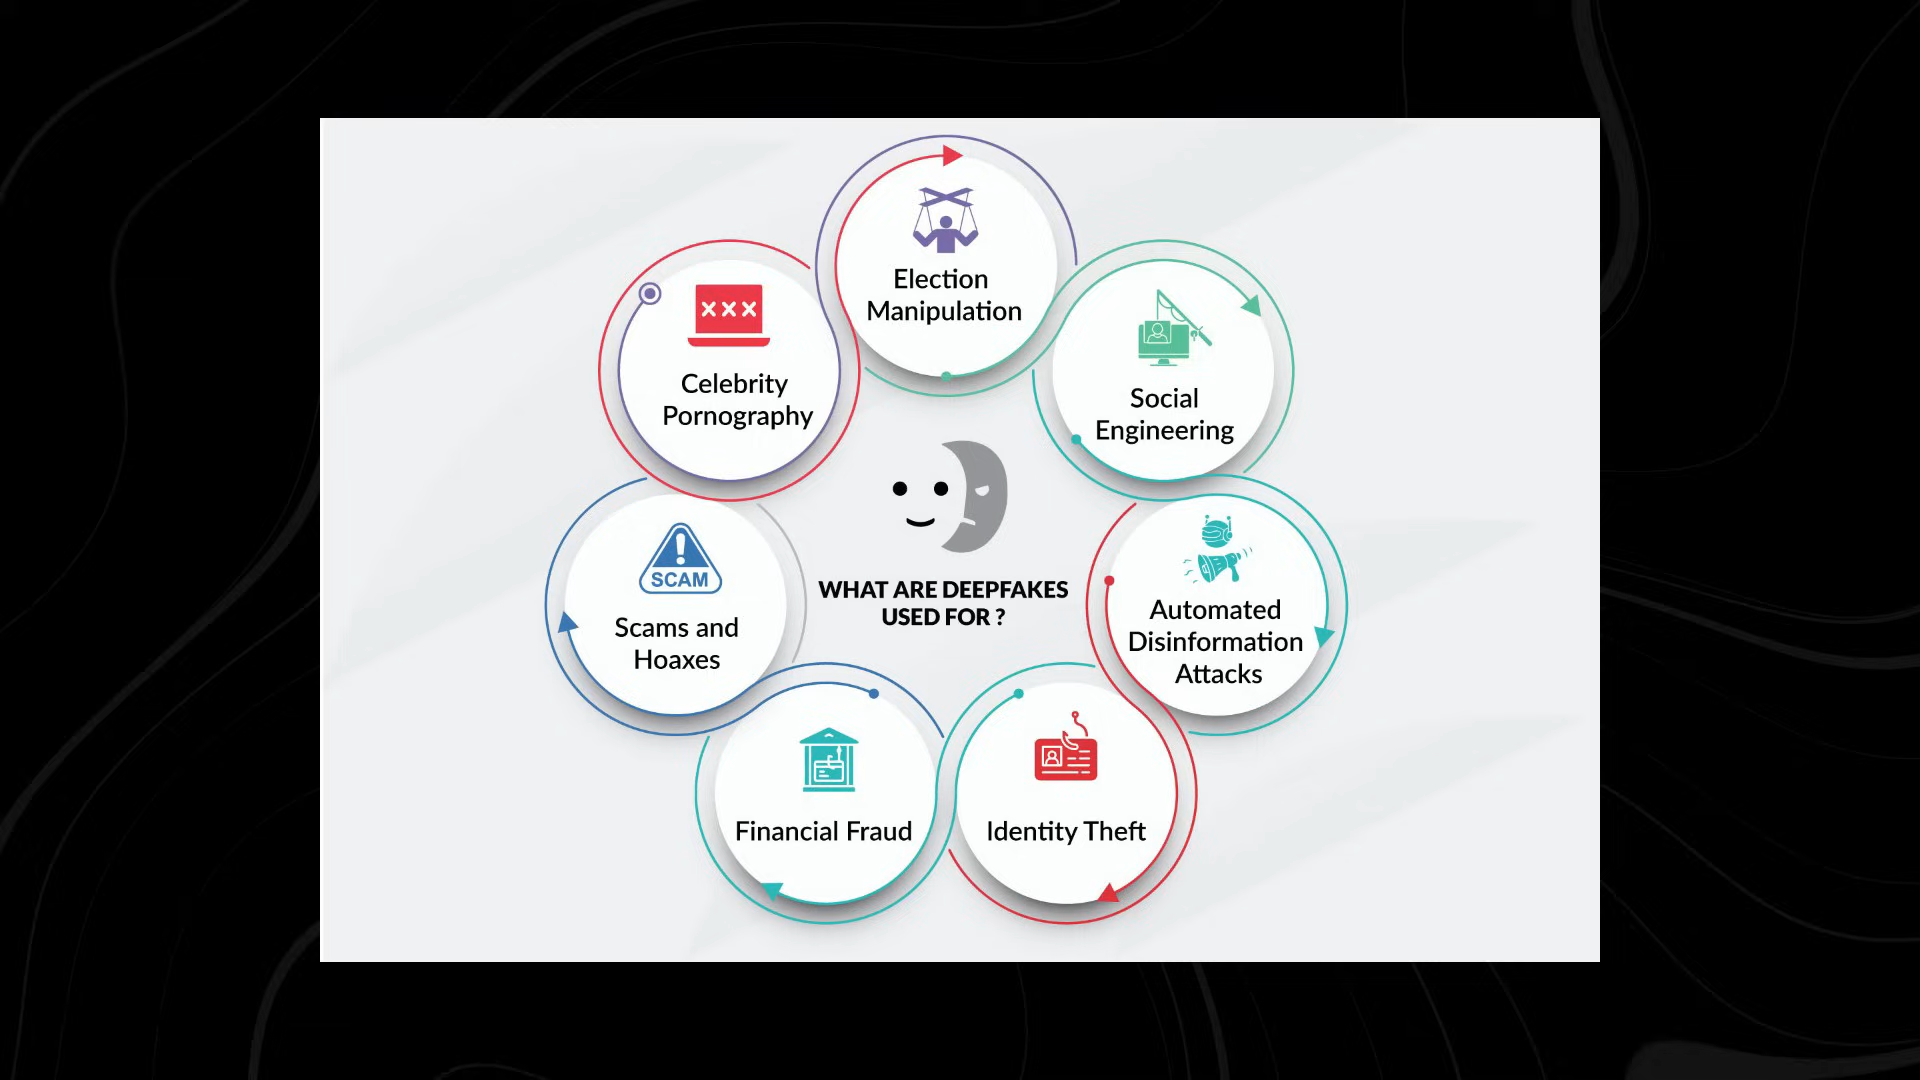 Election
Manipulation
Social
Engineering
Automated
Disinformation
Attacks
Identity Theft
Financial Fraud
SCAM
Scams and
Hoaxes
XXX
Celebrity
Pornography
WHAT ARE DEEPFAKES
USED FOR ?